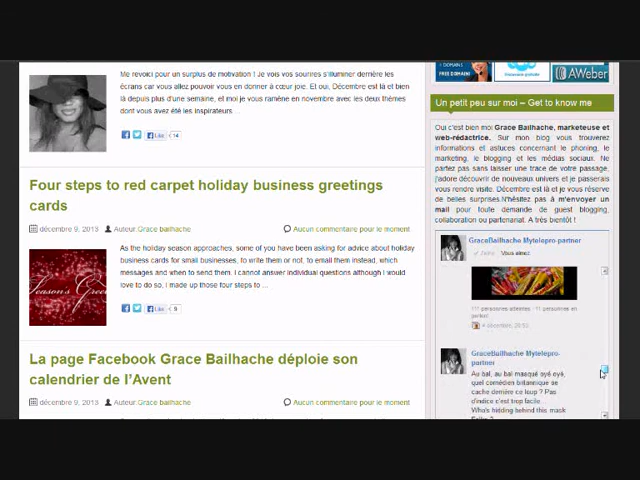 Me revoici pour un surplus de motivation ! Je vois vos sourires s'illuminer derrière les
écrans car vous allez pouvoir vous en donner à cœur joie. Et oui, Décembre est là et bien
là depuis plus d'une semaine, et moi je vous ramène en novembre avec les deux thèmes
dont vous avez été les inspirateurs ...
Like 14
Four steps to red carpet holiday business greetings
cards
décembre 9, 2013 Auteur:Grace bailhache Aucun commentaire pour le moment
Season's Gree
As the holiday season approaches, some of you have been asking for advice about holiday
business cards for small businesses, to write them or not, to email them instead, which
messages and when to send them. I cannot answer individual questions although I would
love to do so, I made up those four steps to ...
Like
La page Facebook Grace Bailhache déploie son
calendrier de l'Avent
décembre 9, 2013 Auteur:Grace bailhache Aucun commentaire pour le moment
FREE DOMAIN!
AWeber
Un petit peu sur moi – Get to know me
Oui c'est bien moi Grace Bailhache, marketeuse et
web-rédactrice. Sur mon blog vous trouverez
informations et astuces concernant le phoning, le
marketing, le blogging et les médias sociaux. Ne
partez pas sans laisser une trace de votre passage,
j'adore découvrir de nouveaux univers et je passerais
vous rendre visite. Décembre est là et je vous réserve
de belles surprises.N'hésitez pas à m'envoyer un
mail pour toute demande de guest blogging,
collaboration ou partenariat. A très bientôt !
GraceBailhache Mytelepro-partner
Vous aimez
4 décembre, 20:53
GraceBailhache Mytelepro-
partner
Au bal, au bal masqué oyé oyé,
quel comédien britannique se
cache derrière ce loup ? Pas
d'indice c'est trop facile...
Who's hidding behind this mask